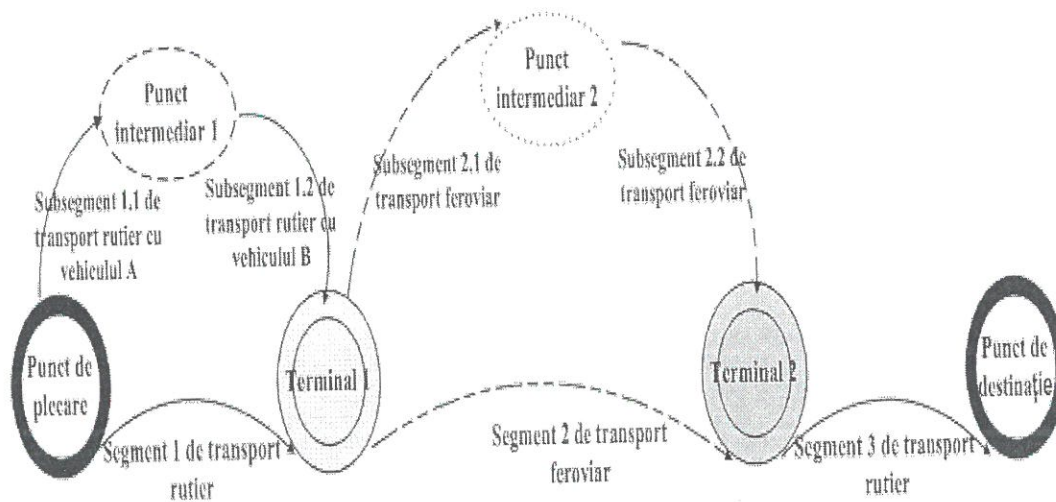 Punct
intermediar 1
Punct
intermediar 2
Subsegment 1.1 de
transport rutier cu
vehiculul A
Subsegment 1.2 de
transport rutier cu
vehiculul B
Subsegment 2.1 de
transport feroviar
Subsegment 2.2 de
transport feroviar
Punct de
plecare
Terminal 1
Terminal 2
Punct de
destinație
Segment 1 de transport
rutier
Segment 2 de transport
feroviar
Segment 3 de transport
rutier